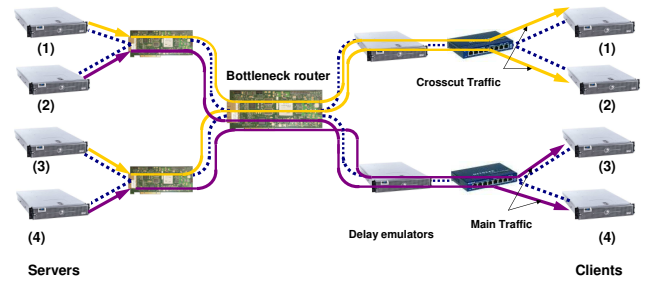 (1)
(1)
Bottleneck router
Crosscut Traffic
(2)
(2)
(3)
(3)
Main Traffic
Delay emulators
(4)
(4)
Servers
Clients